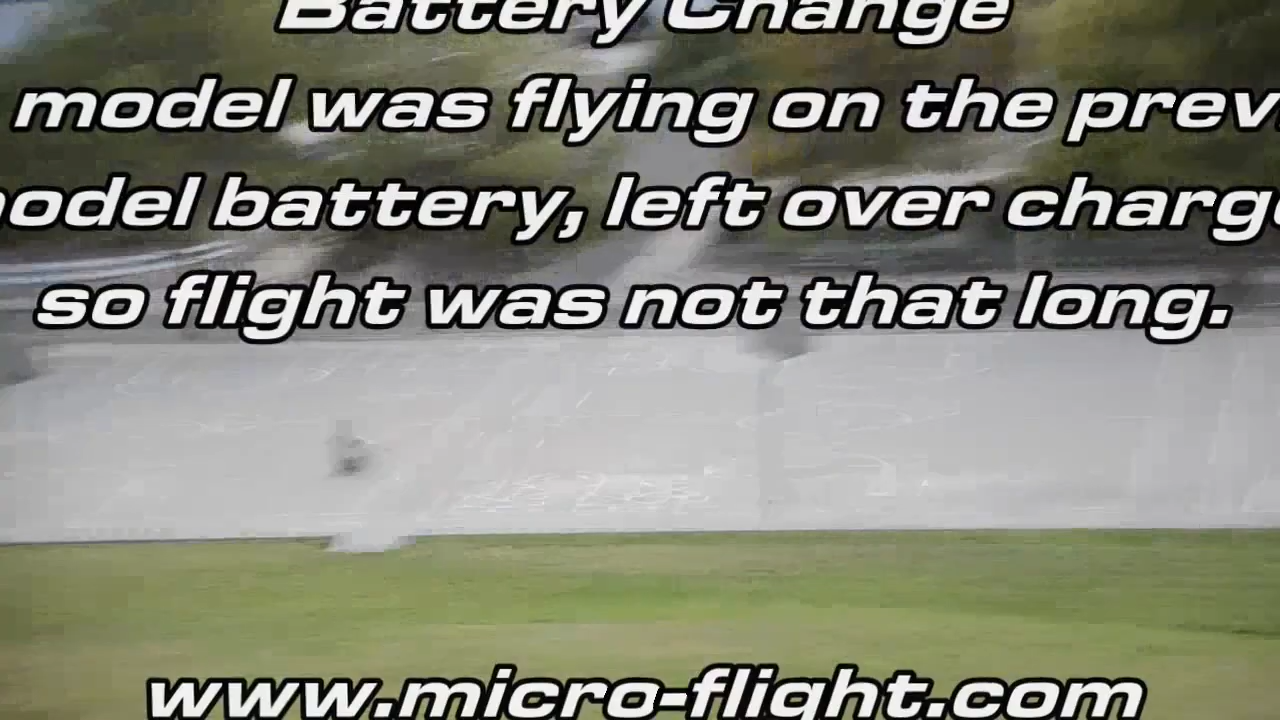 Battery Change
model was flying on the prev
odel battery, left over charg
so flight was not that long.
www.micro-flight.com